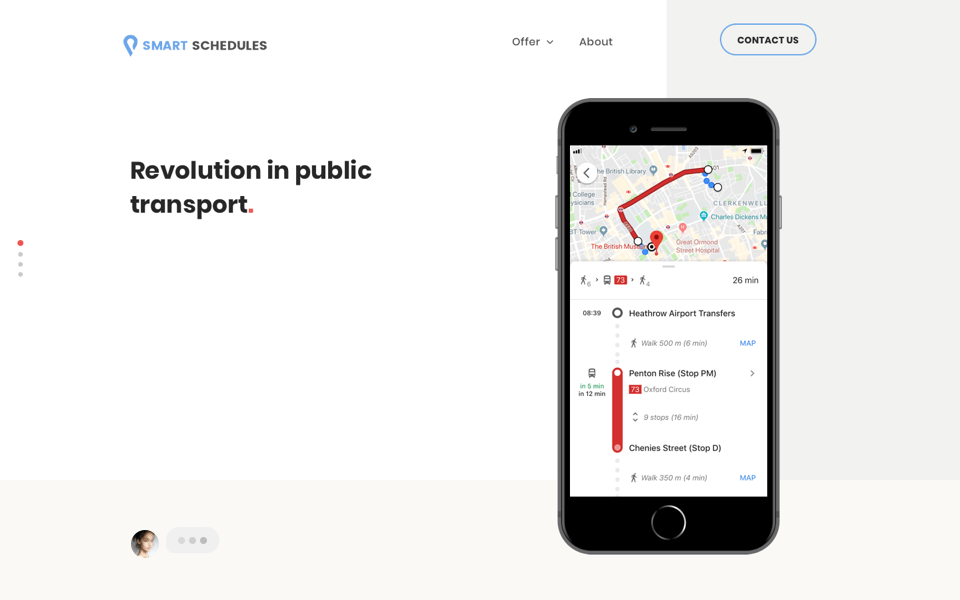 SMART SCHEDULES
Offer
About
CONTACT US
Revolution in public
transport.
The British Library
College
ysicians
CLERKENWELL
Charles Dickens M
BT Tower
Great Ormond
Street Hospital
The British Mus
Fabri
6
73
4
26 min
08:39
Heathrow Airport Transfers
Walk 500 m (6 min)
MAP
Penton Rise (Stop PM)
in 5 min
in 12 min
73 Oxford Circus
9 stops (16 min)
Chenies Street (Stop D)
Walk 350 m (4 min)
MAP